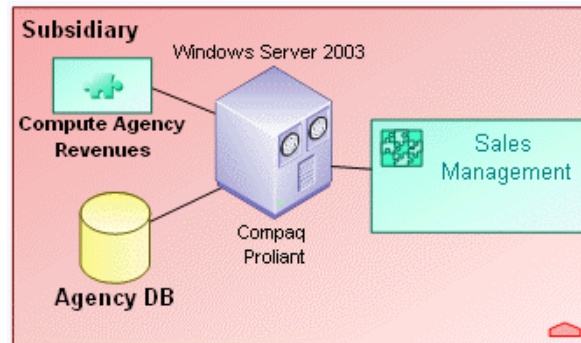 Subsidiary
Windows Server 2003
Compute Agency
Revenues
Sales
Management
Compaq
Proliant
Agency DB